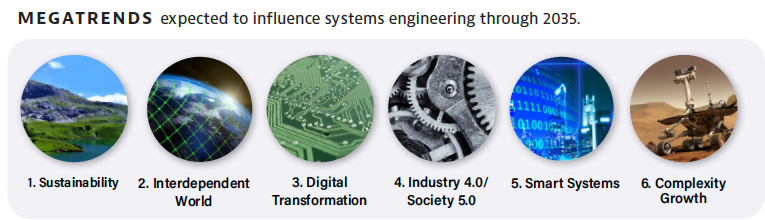 MEGATRENDS expected to influence systems engineering through 2035.
1. Sustainability
2. Interdependent
World
3. Digital
Transformation
4. Industry 4.0/
Society 5.0
5. Smart Systems
6. Complexity
Growth